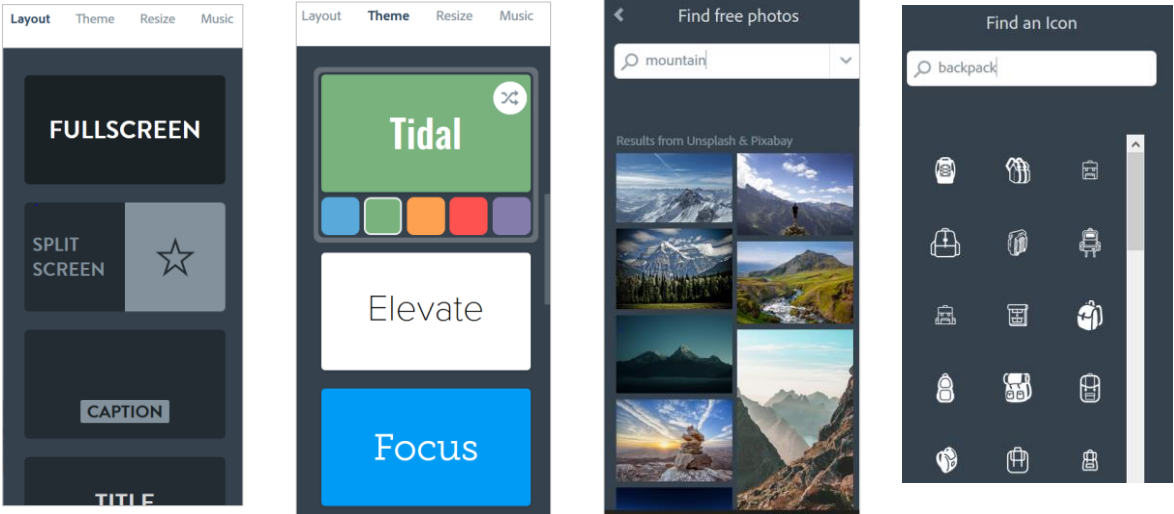 Layout Theme Resize Music
FULLSCREEN
SPLIT
SCREEN
CAPTION
TITLE
Layout Theme Resize Music
Tidal
Elevate
Focus
Find free photos
mountain
Results from Unsplash & Pixabay
Find an Icon
backpack